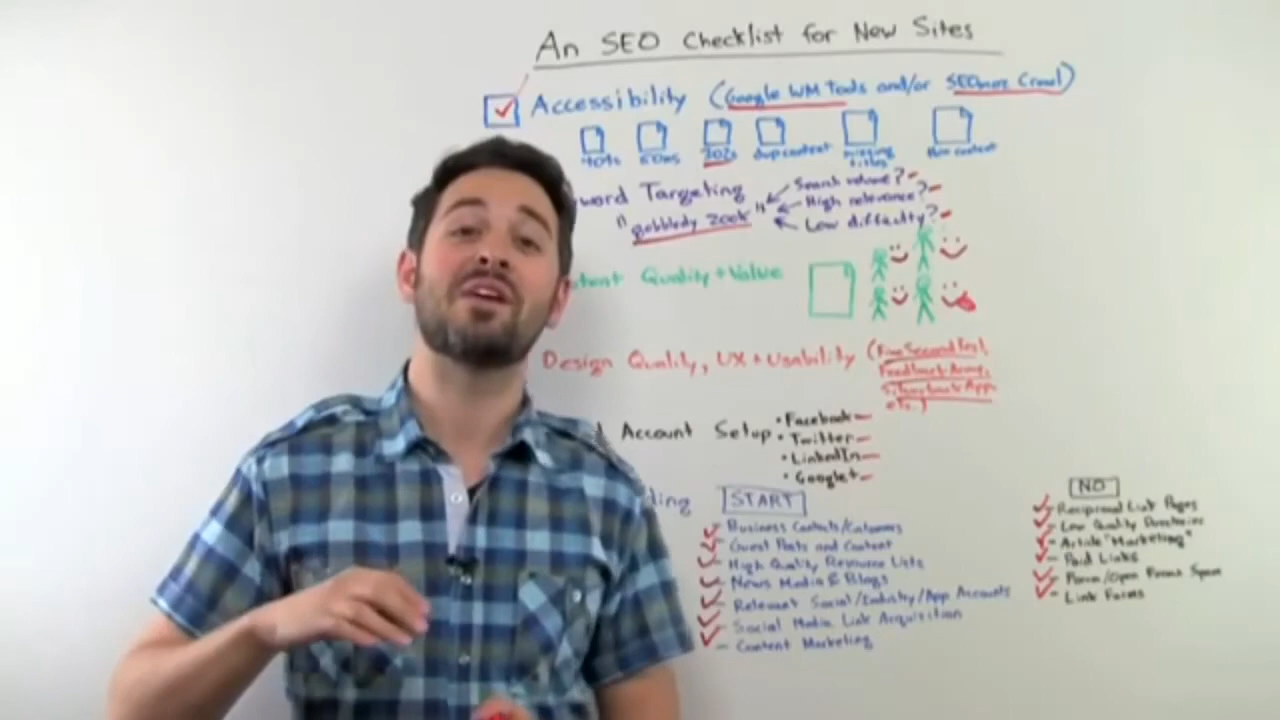 An SEO Checklist for New Sites
Accessibility (Google WM Tools and/or SEOmoz Crawl)
404s 500s 302s dup content missing titles thin content
word Targeting "gobbledy zook"
Search volume?
High relevance?
Low difficulty?
tent Quality + Value
Design Quality, UX + Usability (Five Second Test,
Feedback Army,
etc.)
Account Setup
• Facebook
• Twitter
• LinkedIn
• Google+
ding START
- Business Contacts/Customers
- Guest Posts and Content
- High Quality Resource Lists
- News Media & Blogs
- Relevant Social/Industry/App Accounts
- Social Media Link Acquisition
- Content Marketing
NO
- Reciprocal Link Pages
- Low Quality Directories
- Article "Marketing"
- Paid Links
- Link Farms